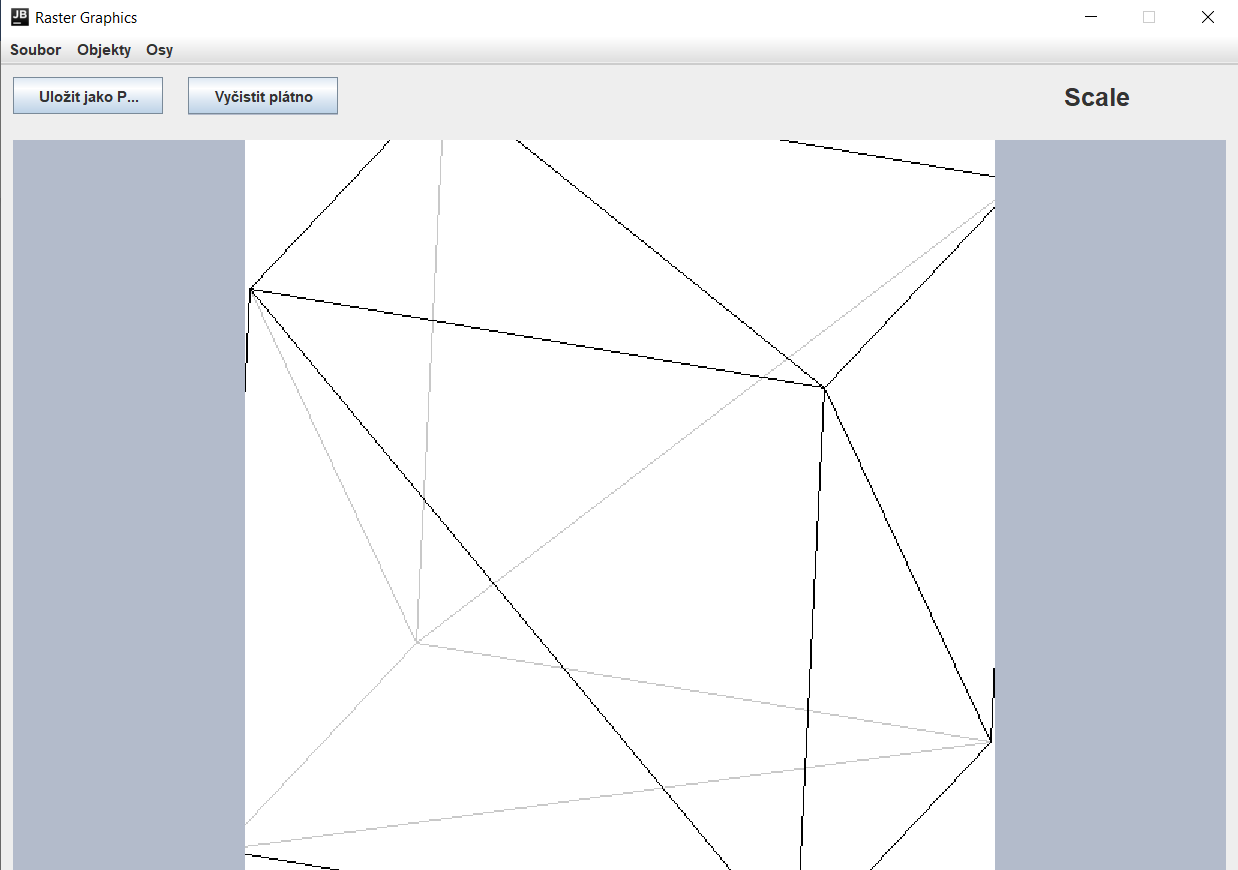 JB Raster Graphics
Soubor Objekty Osy
Uložit jako P... Vyčistit plátno Scale